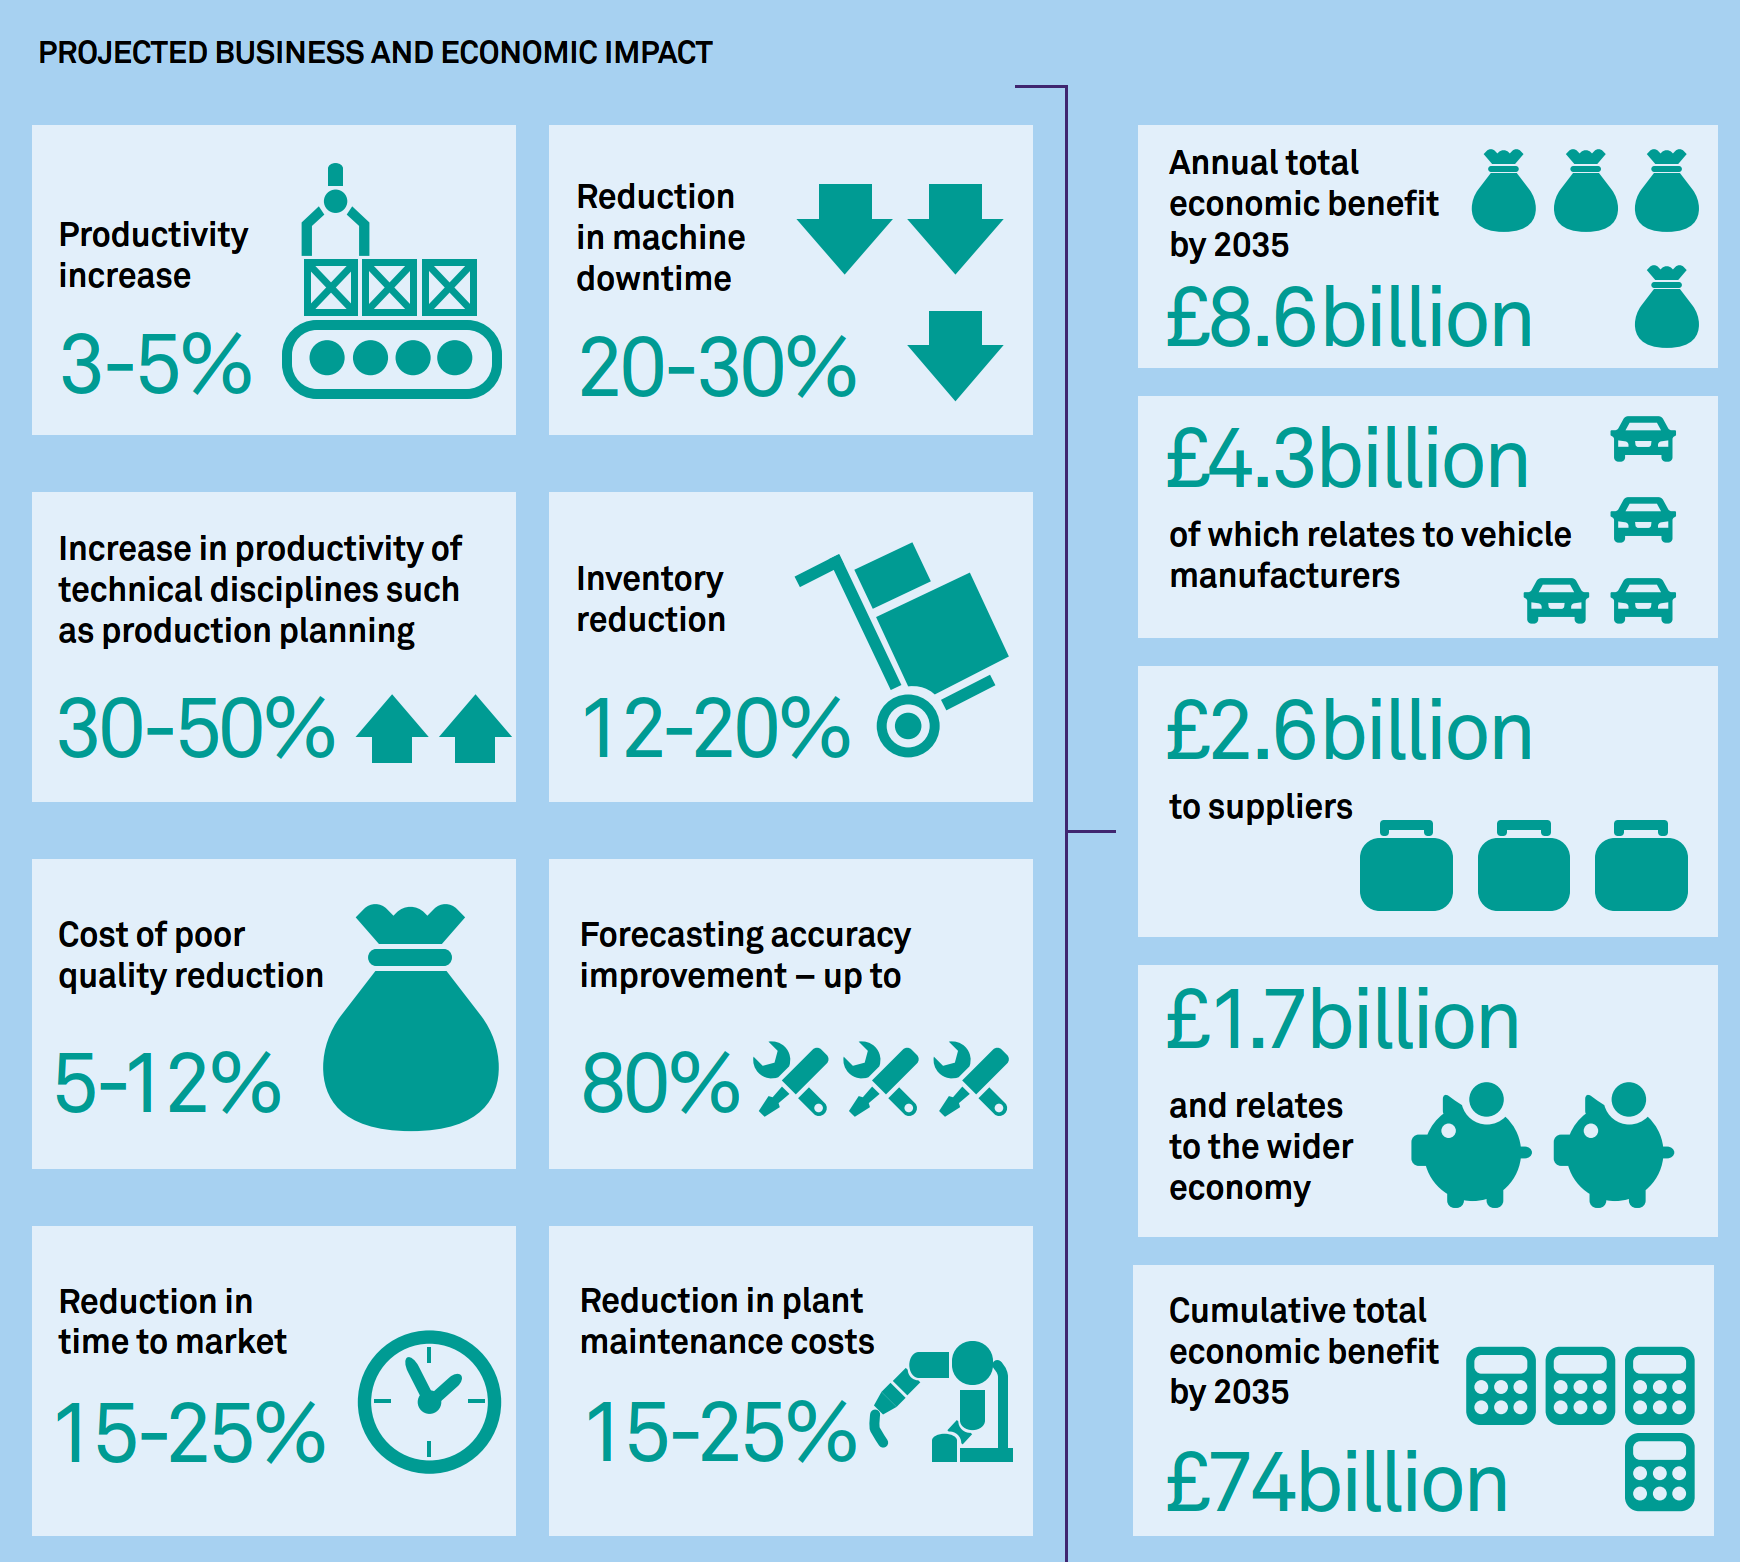 PROJECTED BUSINESS AND ECONOMIC IMPACT
Productivity
increase
3-5%
Reduction
in machine
downtime
20-30%
Increase in productivity of
technical disciplines such
as production planning
30-50%
Inventory
reduction
12-20%
Cost of poor
quality reduction
5-12%
Forecasting accuracy
improvement – up to
80%
Reduction in
time to market
15-25%
Reduction in plant
maintenance costs
15-25%
Annual total
economic benefit
by 2035
£8.6billion
£4.3billion
of which relates to vehicle
manufacturers
£2.6billion
to suppliers
£1.7billion
and relates
to the wider
economy
Cumulative total
economic benefit
by 2035
£74billion